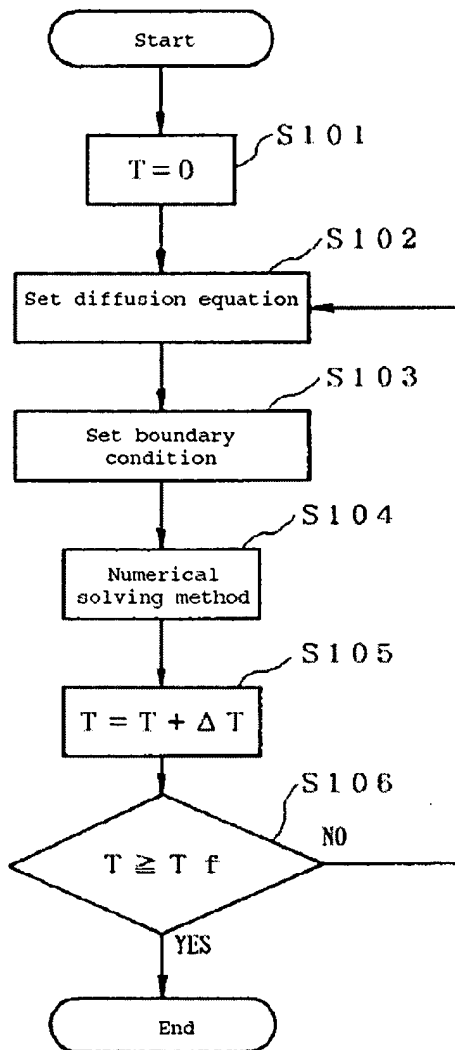 Start
S101
T=0
S102
Set diffusion equation
S103
Set boundary
condition
S104
Numerical
solving method
S105
T = T + Δ T
S106
T ≧ T f
NO
YES
End